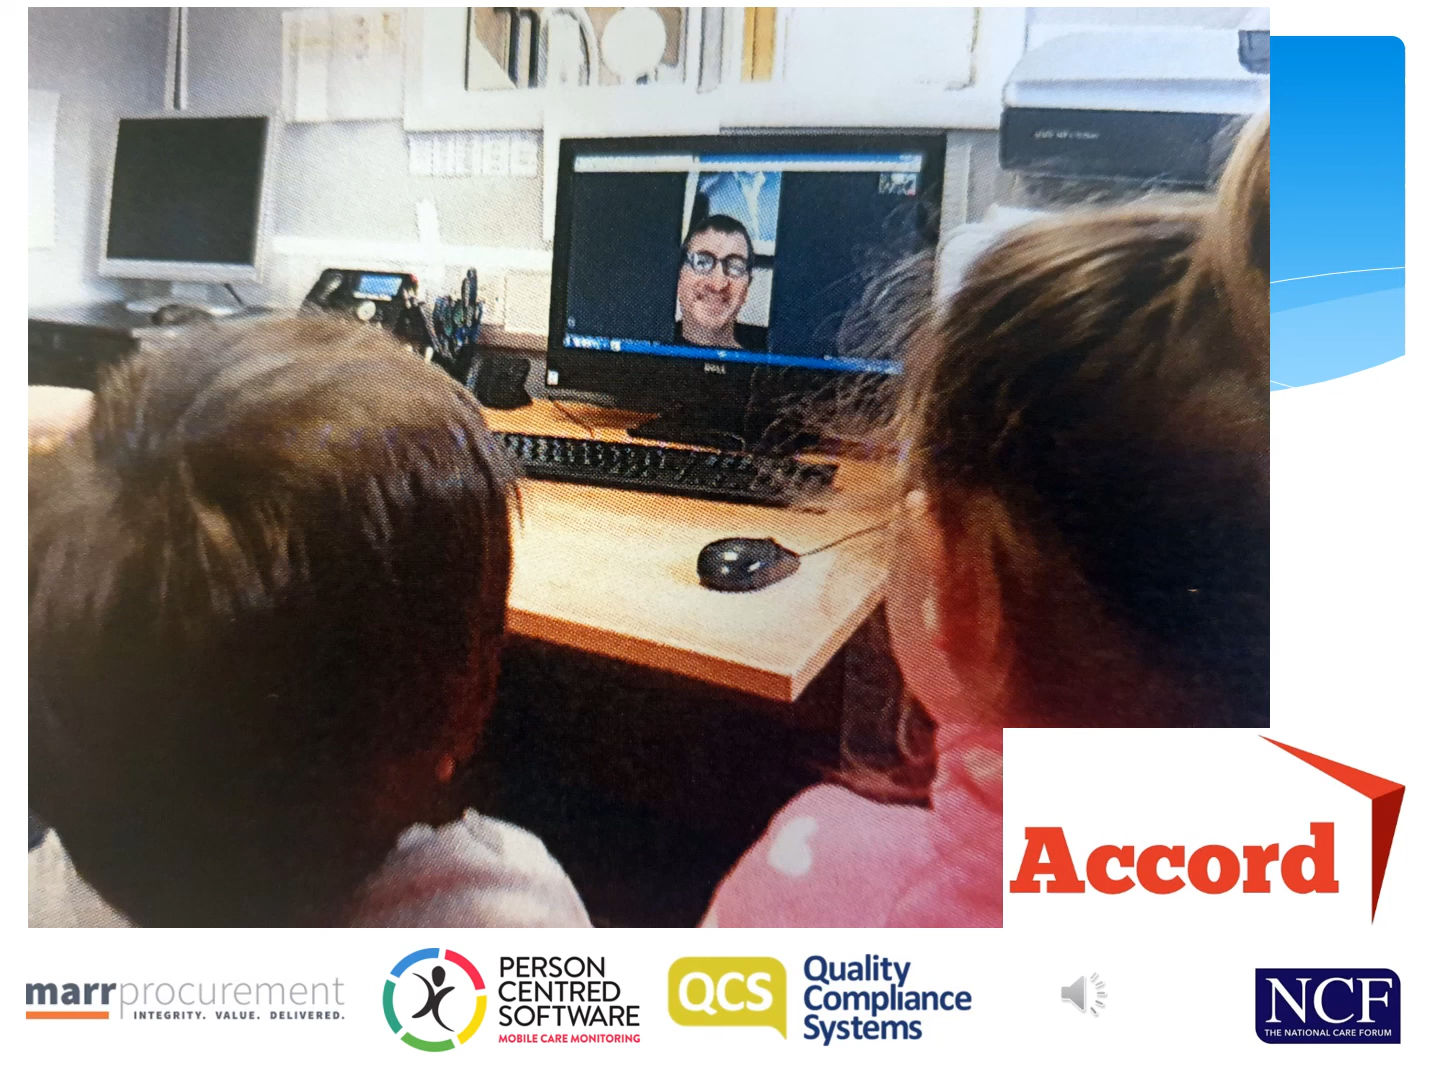 DELL
Accord
marrprocurement
INTEGRITY. VALUE. DELIVERED.
PERSON
CENTRED
SOFTWARE
MOBILE CARE MONITORING
QCS
Quality
Compliance
Systems
NCF
THE NATIONAL CARE FORUM